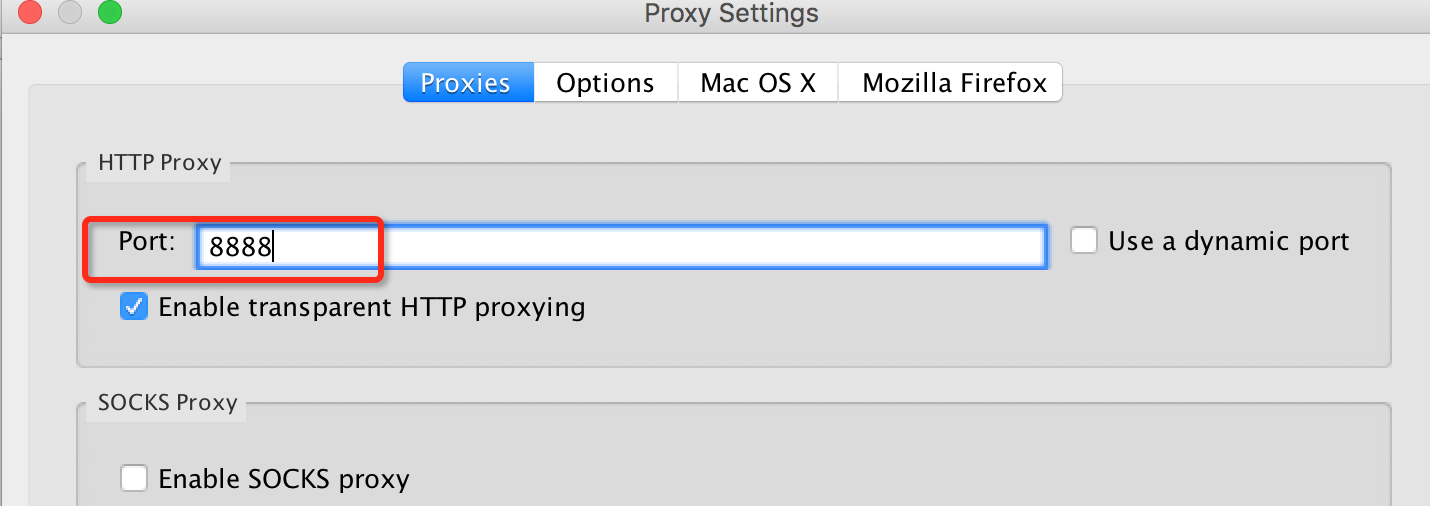 Proxy Settings
Proxies Options Mac OS X Mozilla Firefox
HTTP Proxy
Port: 8888 Use a dynamic port
Enable transparent HTTP proxying
SOCKS Proxy
Enable SOCKS proxy